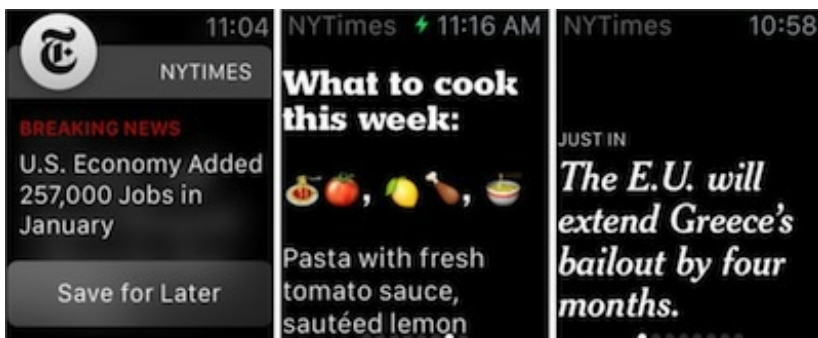 11:04
NYTIMES
BREAKING NEWS
U.S. Economy Added
257,000 Jobs in
January
Save for Later
NYTimes 11:16 AM
What to cook
this week:
, ,
Pasta with fresh
tomato sauce,
sautéed lemon
NYTimes 10:58
JUST IN
The E.U. will
extend Greece’s
bailout by four
months.